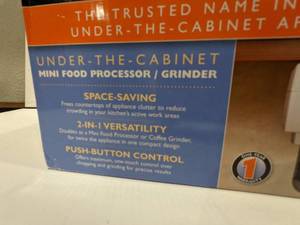 THE TRUSTED NAME IN
UNDER-THE-CABINET AP
UNDER-THE-CABINET
MINI FOOD PROCESSOR / GRINDER
SPACE-SAVING
Frees countertops of appliance clutter to reduce
crowding in your kitchen's active work areas
2-IN-1 VERSATILITY
Doubles as a Mini Food Processor or Coffee Grinder,
for twice the appliance in one compact design
PUSH-BUTTON CONTROL
Offers maximum, one-touch control over
chopping and grinding for precise results
1